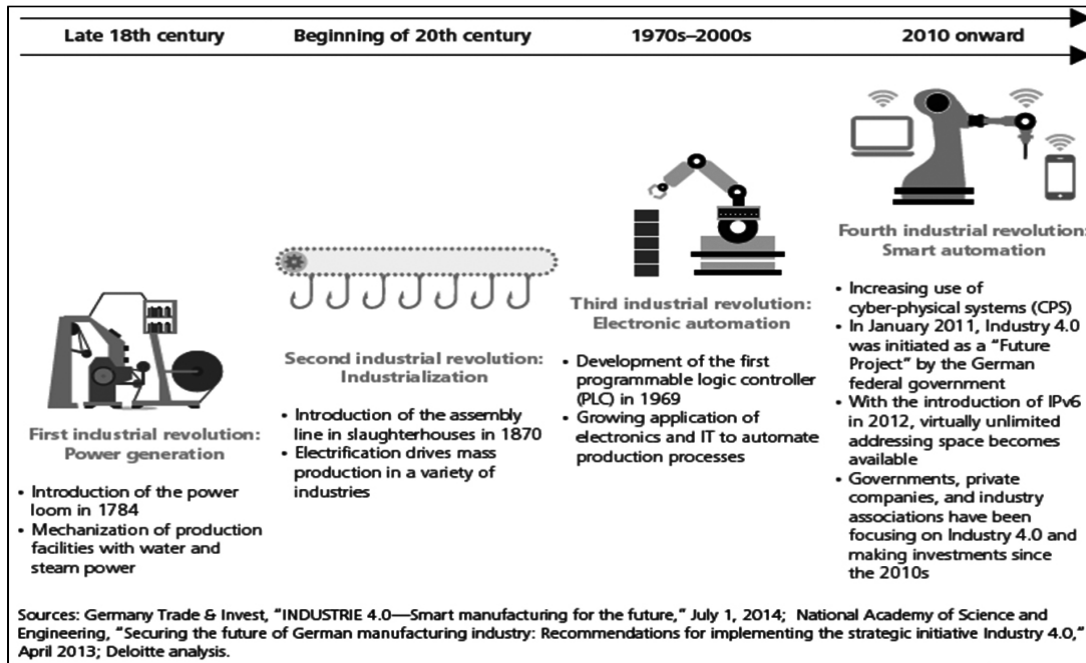 Late 18th century
Beginning of 20th century
1970s–2000s
2010 onward
First industrial revolution:
Power generation
• Introduction of the power
loom in 1784
• Mechanization of production
facilities with water and
steam power
Second industrial revolution:
Industrialization
• Introduction of the assembly
line in slaughterhouses in 1870
• Electrification drives mass
production in a variety of
industries
Third industrial revolution:
Electronic automation
• Development of the first
programmable logic controller
(PLC) in 1969
• Growing application of
electronics and IT to automate
production processes
Fourth industrial revolution:
Smart automation
• Increasing use of
cyber-physical systems (CPS)
• In January 2011, Industry 4.0
was initiated as a “Future
Project” by the German
federal government
• With the introduction of IPv6
in 2012, virtually unlimited
addressing space becomes
available
• Governments, private
companies, and industry
associations have been
focusing on Industry 4.0 and
making investments since
the 2010s
Sources: Germany Trade & Invest, “INDUSTRIE 4.0—Smart manufacturing for the future,” July 1, 2014; National Academy of Science and
Engineering, “Securing the future of German manufacturing industry: Recommendations for implementing the strategic initiative Industry 4.0,”
April 2013; Deloitte analysis.